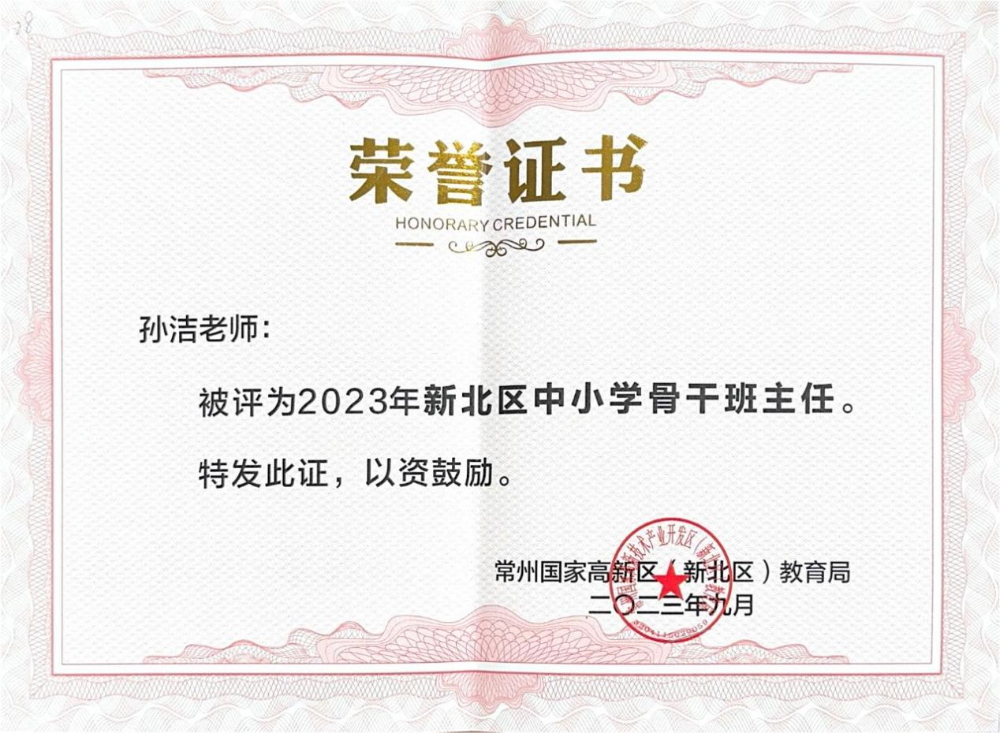 28
荣誉证书
HONORARY CREDENTIAL
孙洁老师：
被评为2023年新北区中小学骨干班主任。
特发此证，以资鼓励。
常州国家高新区（新北区）教育局
二〇二三年九月
3204115029059